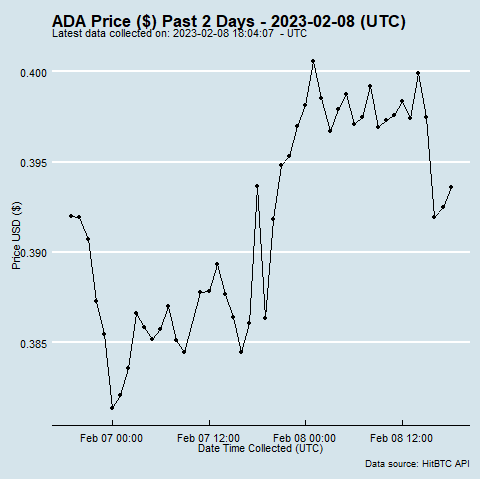 ADA Price ($) Past 2 Days - 2023-02-08 (UTC)
Latest data collected on: 2023-02-08 18:04:07 - UTC
0.400
0.395
0.390
0.385
Price USD ($)
Feb 07 00:00 Feb 07 12:00 Feb 08 00:00 Feb 08 12:00
Date Time Collected (UTC)
Data source: HitBTC API